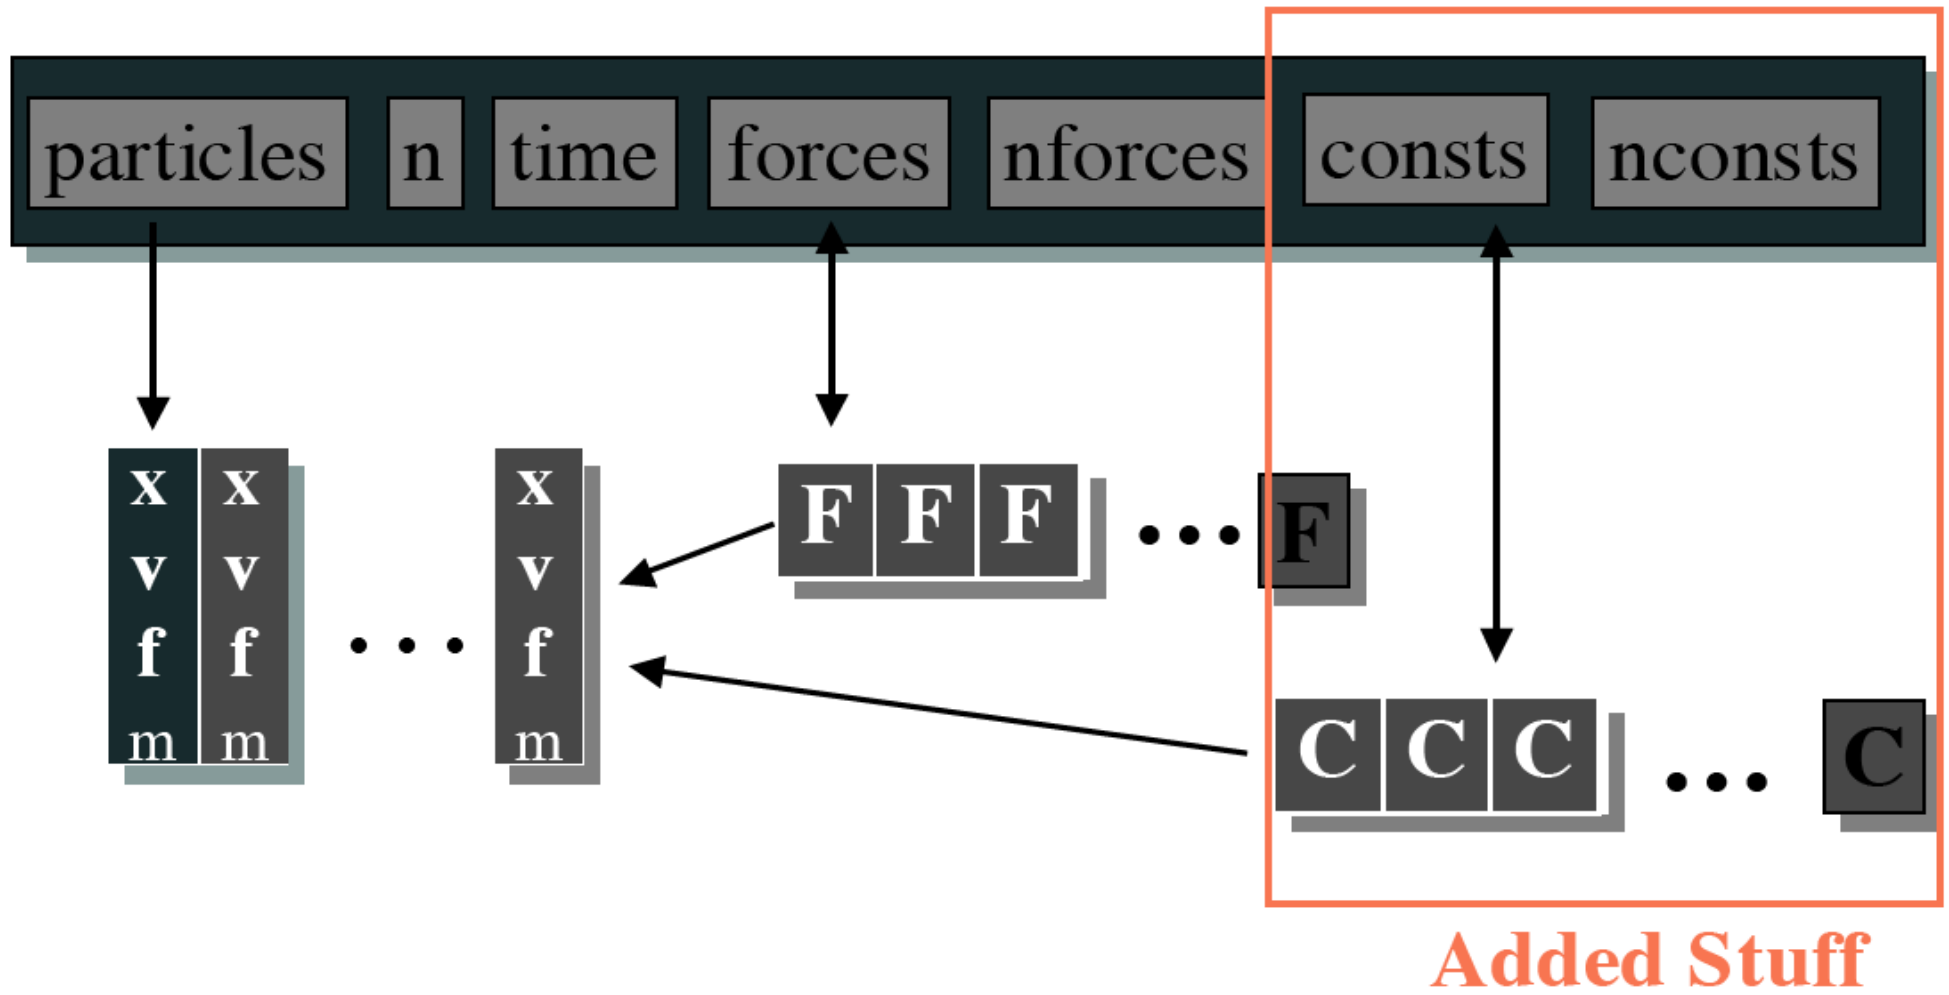 particles n time forces nforces consts nconsts
x x x
v v v
f f f
m m m
F F F ... F
C C C ... C
Added Stuff